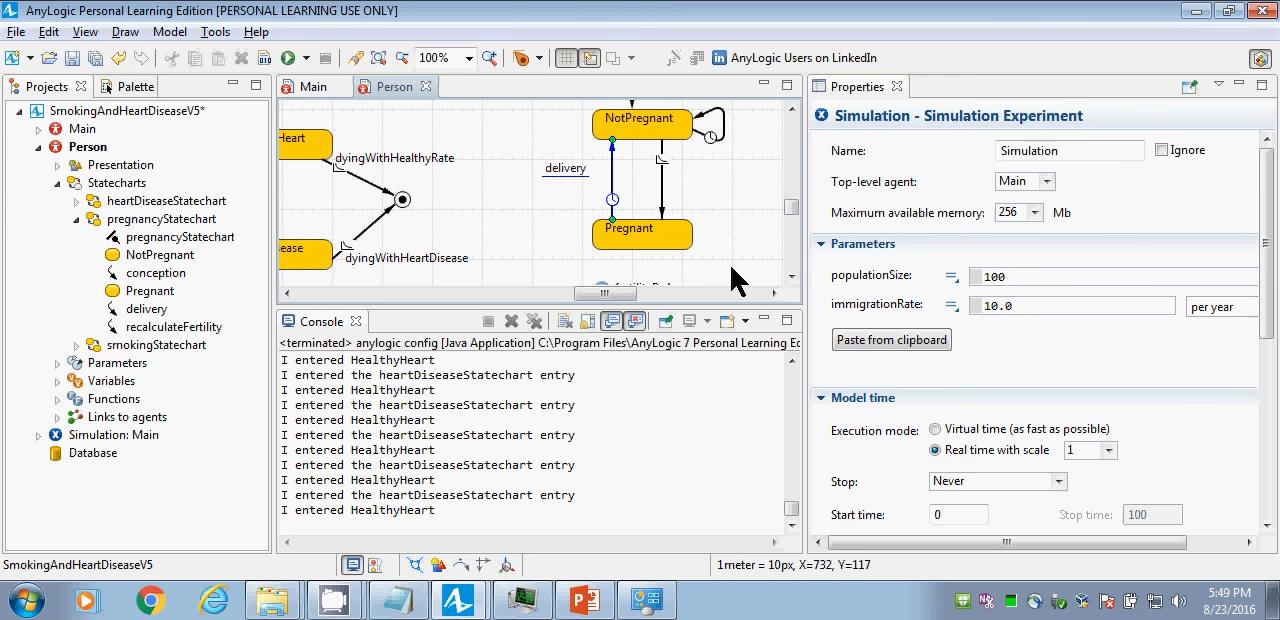 AnyLogic Personal Learning Edition [PERSONAL LEARNING USE ONLY]
File Edit View Draw Model Tools Help
100% AnyLogic Users on LinkedIn
Projects Palette
SmokingAndHeartDiseaseV5*
Main
Person
Presentation
Statecharts
heartDiseaseStatechart
pregnancyStatechart
pregnancyStatechart
NotPregnant
conception
Pregnant
delivery
recalculateFertility
smokingStatechart
Parameters
Variables
Functions
Links to agents
Simulation: Main
Database
Main Person
Heart
dyingWithHealthyRate
ease
dyingWithHeartDisease
NotPregnant
delivery
Pregnant
Console
<terminated> anylogic config [Java Application] C:\Program Files\AnyLogic 7 Personal Learning Ec
I entered HealthyHeart
I entered the heartDiseaseStatechart entry
I entered HealthyHeart
I entered the heartDiseaseStatechart entry
I entered HealthyHeart
I entered the heartDiseaseStatechart entry
I entered HealthyHeart
I entered the heartDiseaseStatechart entry
I entered HealthyHeart
I entered the heartDiseaseStatechart entry
I entered HealthyHeart
Properties
Simulation - Simulation Experiment
Name: Simulation Ignore
Top-level agent: Main
Maximum available memory: 256 Mb
Parameters
populationSize: 100
immigrationRate: 10.0 per year
Paste from clipboard
Model time
Execution mode: Virtual time (as fast as possible)
Real time with scale 1
Stop: Never
Start time: 0 Stop time: 100
SmokingAndHeartDiseaseV5
1meter = 10px, X=732, Y=117
5:49 PM
8/23/2016